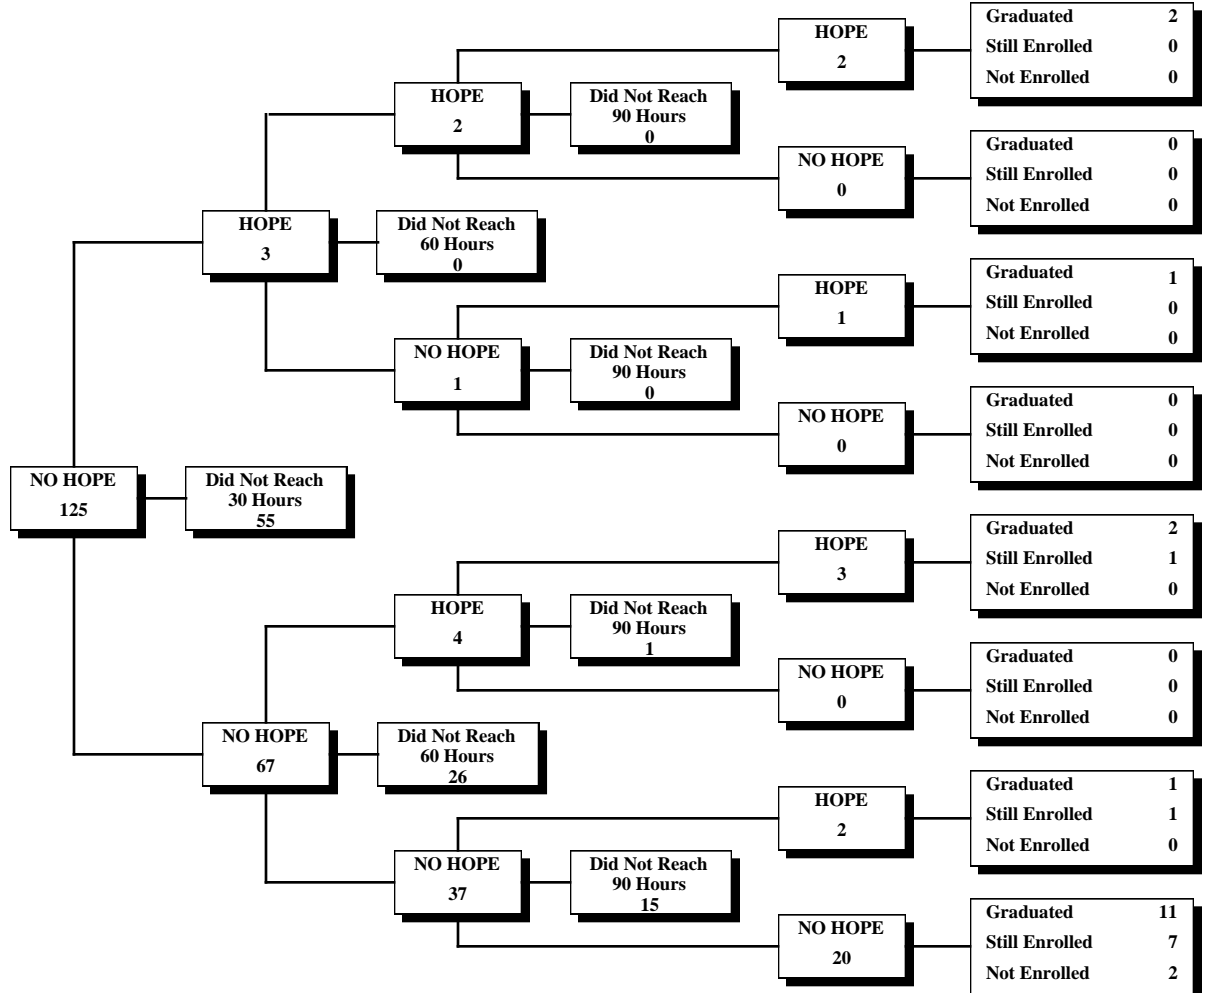 HOPE
2
Graduated 2
Still Enrolled 0
Not Enrolled 0
HOPE
2
Did Not Reach
90 Hours
0
NO HOPE
0
Graduated 0
Still Enrolled 0
Not Enrolled 0
HOPE
3
Did Not Reach
60 Hours
0
HOPE
1
Graduated 1
Still Enrolled 0
Not Enrolled 0
NO HOPE
1
Did Not Reach
90 Hours
0
NO HOPE
0
Graduated 0
Still Enrolled 0
Not Enrolled 0
NO HOPE
125
Did Not Reach
30 Hours
55
HOPE
3
Graduated 2
Still Enrolled 1
Not Enrolled 0
HOPE
4
Did Not Reach
90 Hours
1
NO HOPE
0
Graduated 0
Still Enrolled 0
Not Enrolled 0
NO HOPE
67
Did Not Reach
60 Hours
26
HOPE
2
Graduated 1
Still Enrolled 1
Not Enrolled 0
NO HOPE
37
Did Not Reach
90 Hours
15
NO HOPE
20
Graduated 11
Still Enrolled 7
Not Enrolled 2